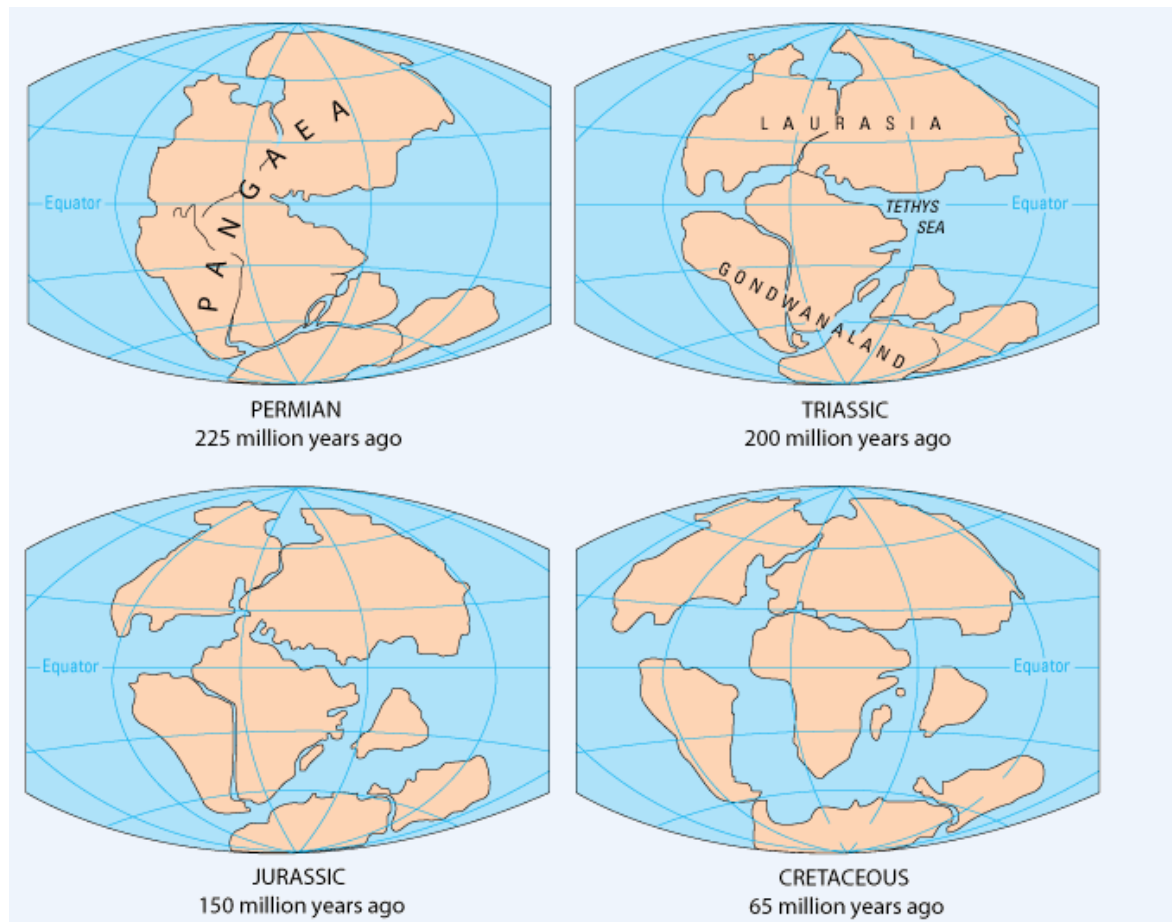 PANGAEA
Equator
PERMIAN
225 million years ago
LAURASIA
TETHYS
SEA
Equator
GONDWANALAND
TRIASSIC
200 million years ago
Equator
JURASSIC
150 million years ago
Equator
CRETACEOUS
65 million years ago